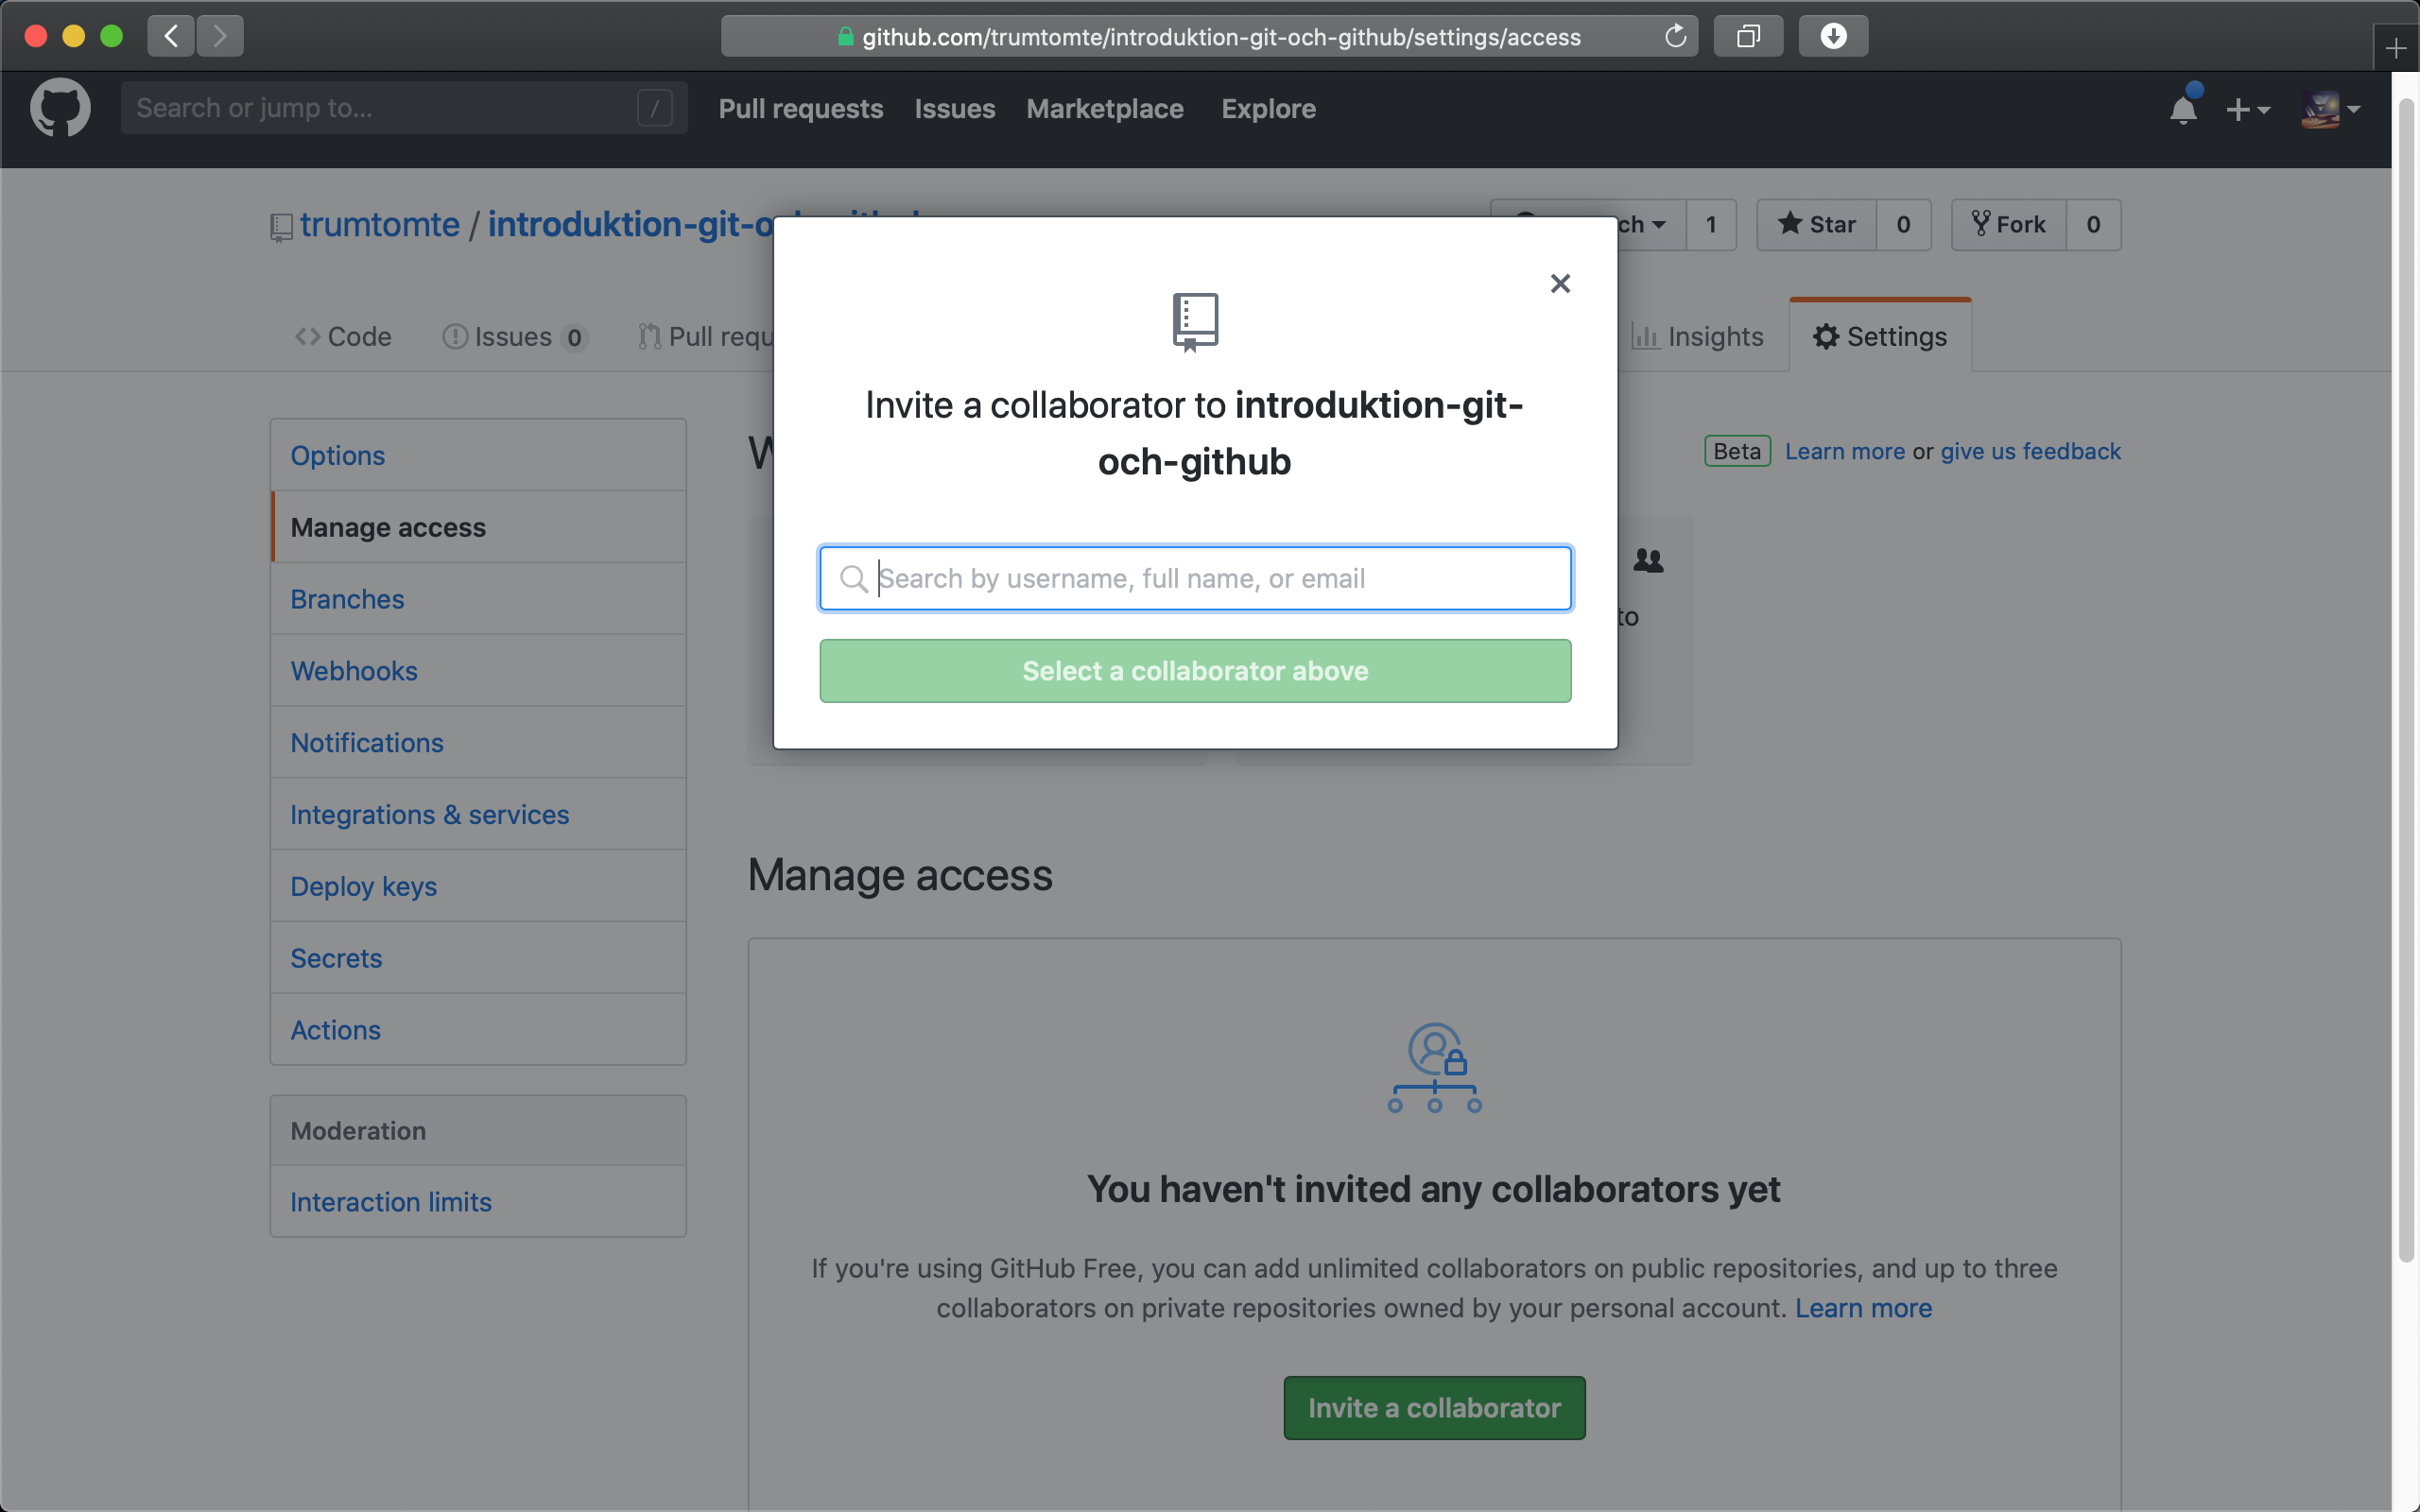 github.com/trumtomte/introduktion-git-och-github/settings/access
Search or jump to... /
Pull requests Issues Marketplace Explore
trumtomte / introduktion-git-o
ch 1 Star 0 Fork 0
Code Issues 0 Pull requ Insights Settings
Invite a collaborator to introduktion-git-
och-github
Search by username, full name, or email
Select a collaborator above
Options
Manage access
Branches
Webhooks
Notifications
Integrations & services
Deploy keys
Secrets
Actions
Moderation
Interaction limits
W
Beta Learn more or give us feedback
to
Manage access
You haven't invited any collaborators yet
If you're using GitHub Free, you can add unlimited collaborators on public repositories, and up to three
collaborators on private repositories owned by your personal account. Learn more
Invite a collaborator